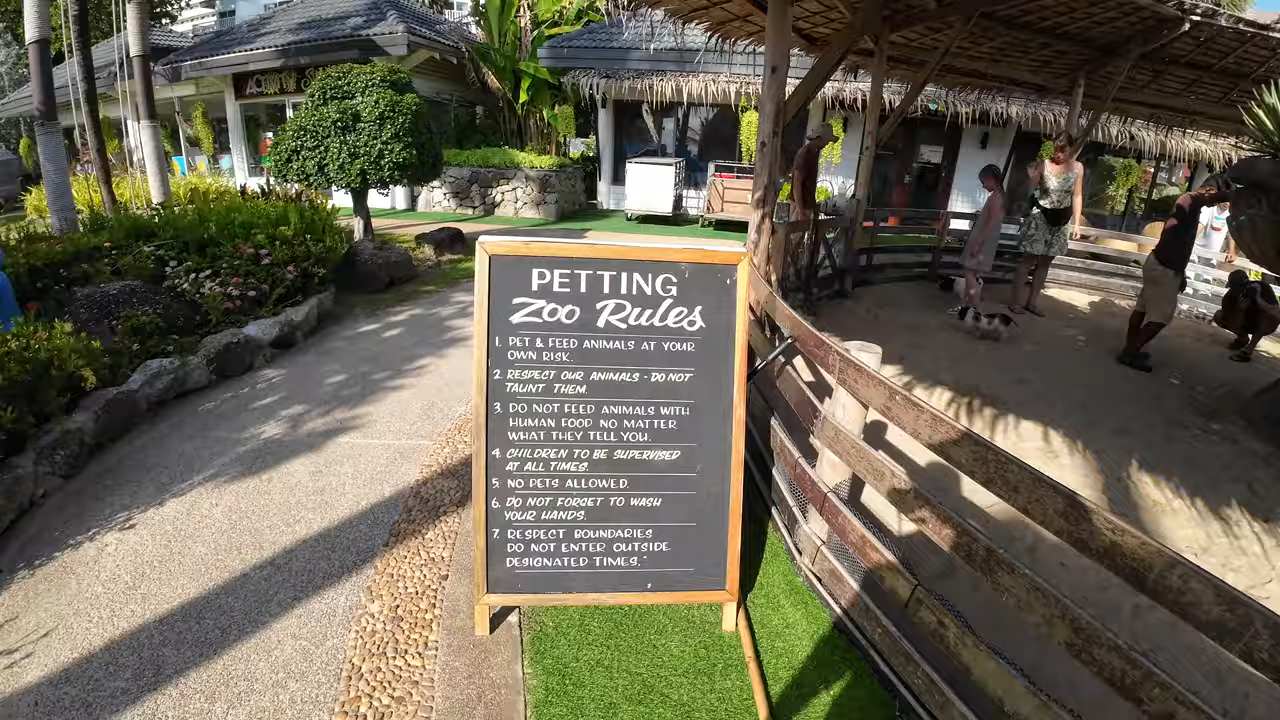 PETTING
Zoo Rules
1. PET & FEED ANIMALS AT YOUR
OWN RISK.
2. RESPECT OUR ANIMALS - DO NOT
TAUNT THEM.
3. DO NOT FEED ANIMALS WITH
HUMAN FOOD NO MATTER
WHAT THEY TELL YOU.
4. CHILDREN TO BE SUPERVISED
AT ALL TIMES.
5. NO PETS ALLOWED.
6. DO NOT FORGET TO WASH
YOUR HANDS.
7. RESPECT BOUNDARIES
DO NOT ENTER OUTSIDE
DESIGNATED TIMES."